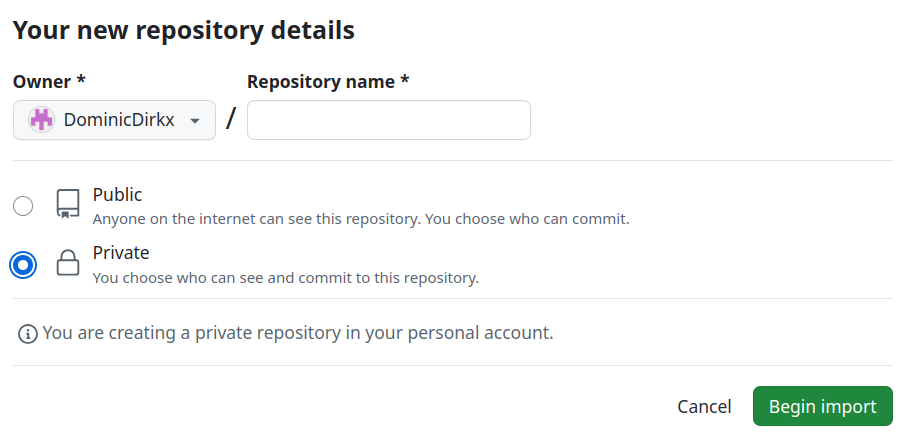 Your new repository details
Owner *
Repository name *
DominicDirkx
/
Public
Anyone on the internet can see this repository. You choose who can commit.
Private
You choose who can see and commit to this repository.
You are creating a private repository in your personal account.
Cancel
Begin import